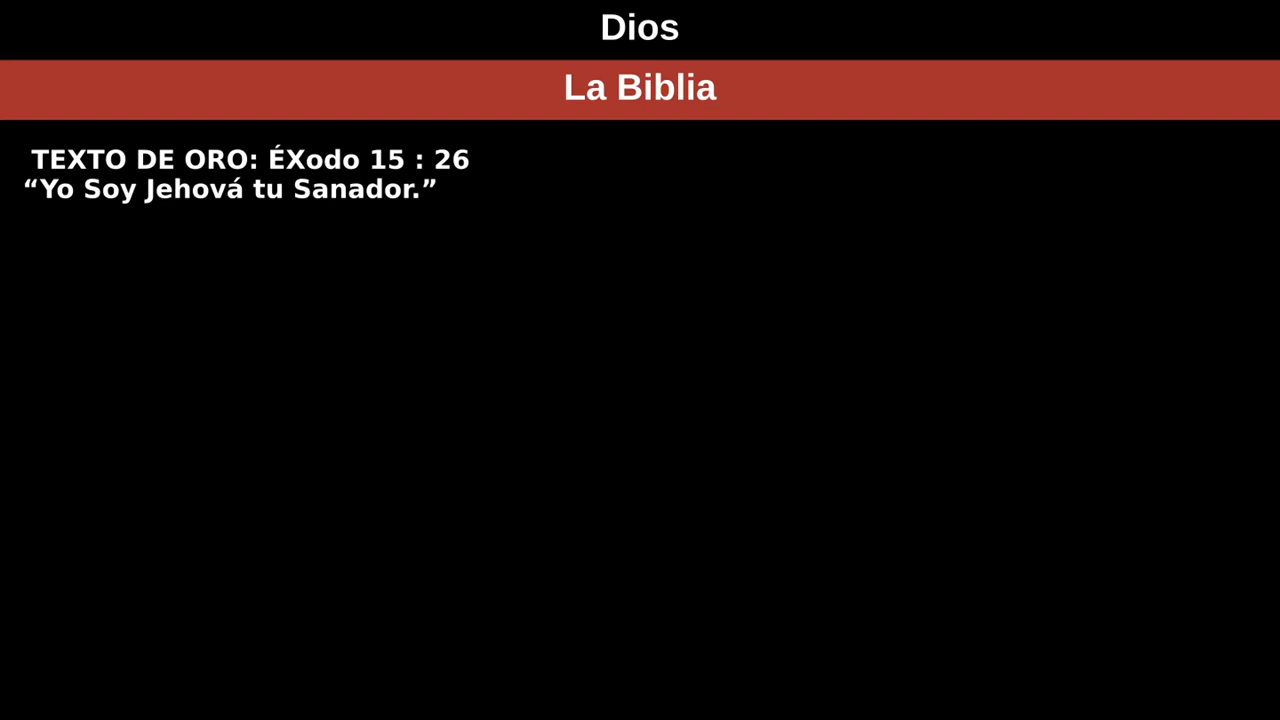 Dios
La Biblia
TEXTO DE ORO: ÉXodo 15 : 26
“Yo Soy Jehová tu Sanador.”